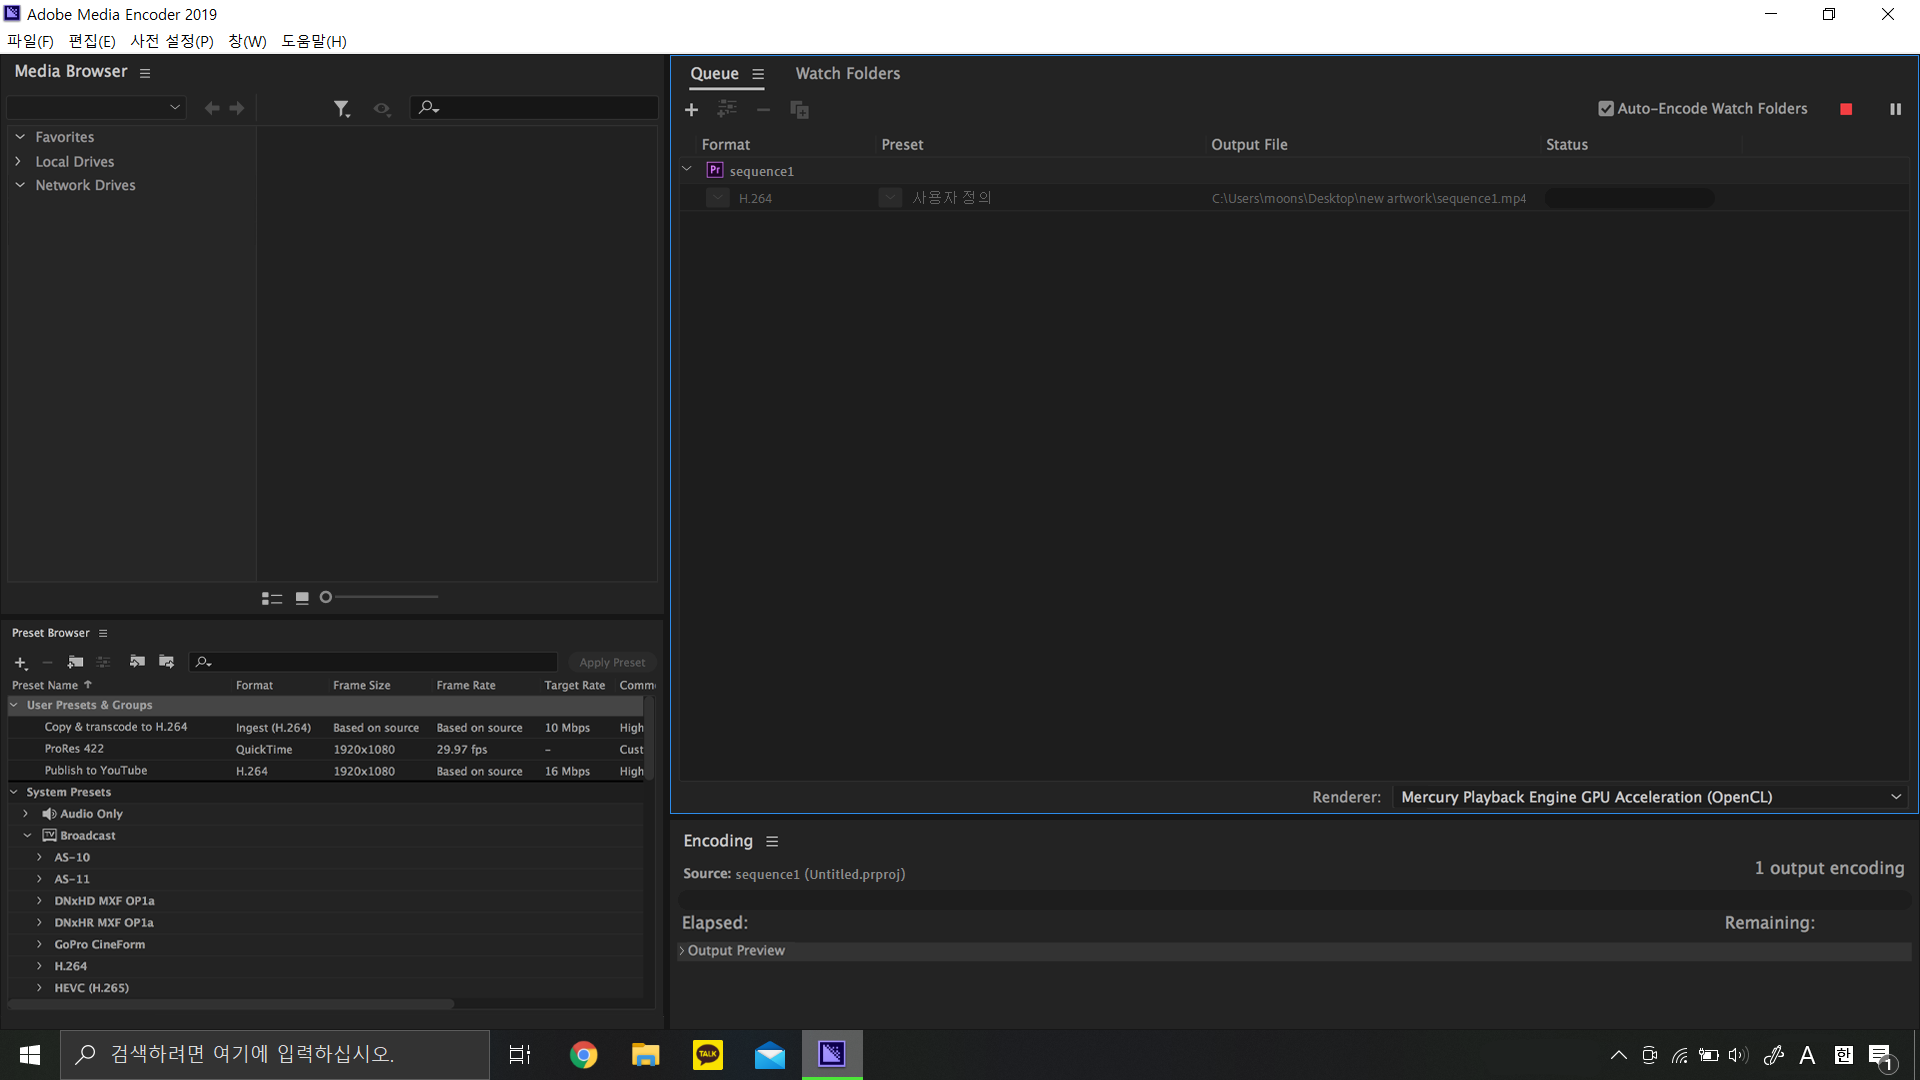 Adobe Media Encoder 2019
파일(F) 편집(E) 사전 설정(P) 창(W) 도움말(H)
Media Browser
Favorites
Local Drives
Network Drives
Queue Watch Folders
Auto-Encode Watch Folders
Format Preset Output File Status
Pr sequence1
H.264 사용자 정의 C:\Users\moons\Desktop\new artwork\sequence1.mp4
Renderer: Mercury Playback Engine GPU Acceleration (OpenCL)
Preset Browser
Apply Preset
Preset Name Format Frame Size Frame Rate Target Rate Comm
User Presets & Groups
Copy & transcode to H.264 Ingest (H.264) Based on source Based on source 10 Mbps High
ProRes 422 QuickTime 1920x1080 29.97 fps – Cust
Publish to YouTube H.264 1920x1080 Based on source 16 Mbps High
System Presets
Audio Only
TV Broadcast
AS-10
AS-11
DNxHD MXF OP1a
DNxHR MXF OP1a
GoPro CineForm
H.264
HEVC (H.265)
Encoding
Source: sequence1 (Untitled.prproj)
1 output encoding
Elapsed: Remaining:
Output Preview
검색하려면 여기에 입력하십시오.
TALK
A 한 1